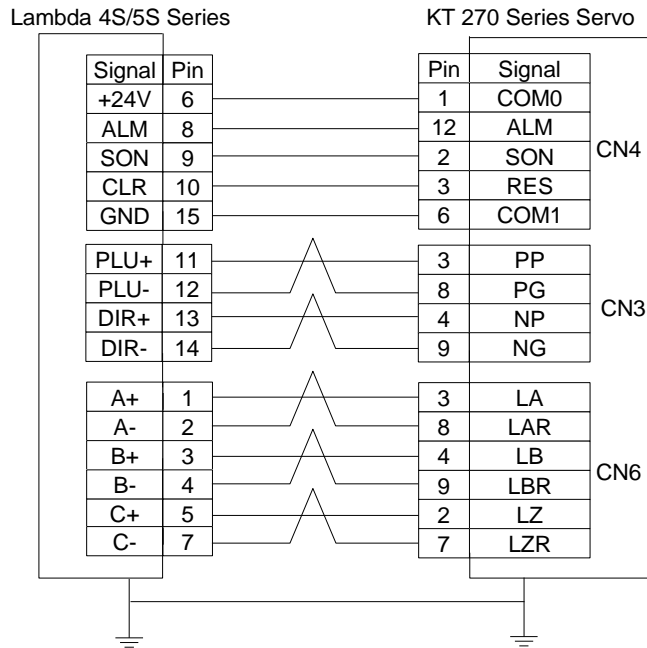 Lambda 4S/5S Series KT 270 Series Servo
Signal Pin Pin Signal
+24V 6 1 COM0
ALM 8 12 ALM
SON 9 2 SON CN4
CLR 10 3 RES
GND 15 6 COM1
PLU+ 11 3 PP
PLU- 12 8 PG
DIR+ 13 4 NP CN3
DIR- 14 9 NG
A+ 1 3 LA
A- 2 8 LAR
B+ 3 4 LB
B- 4 9 LBR CN6
C+ 5 2 LZ
C- 7 7 LZR